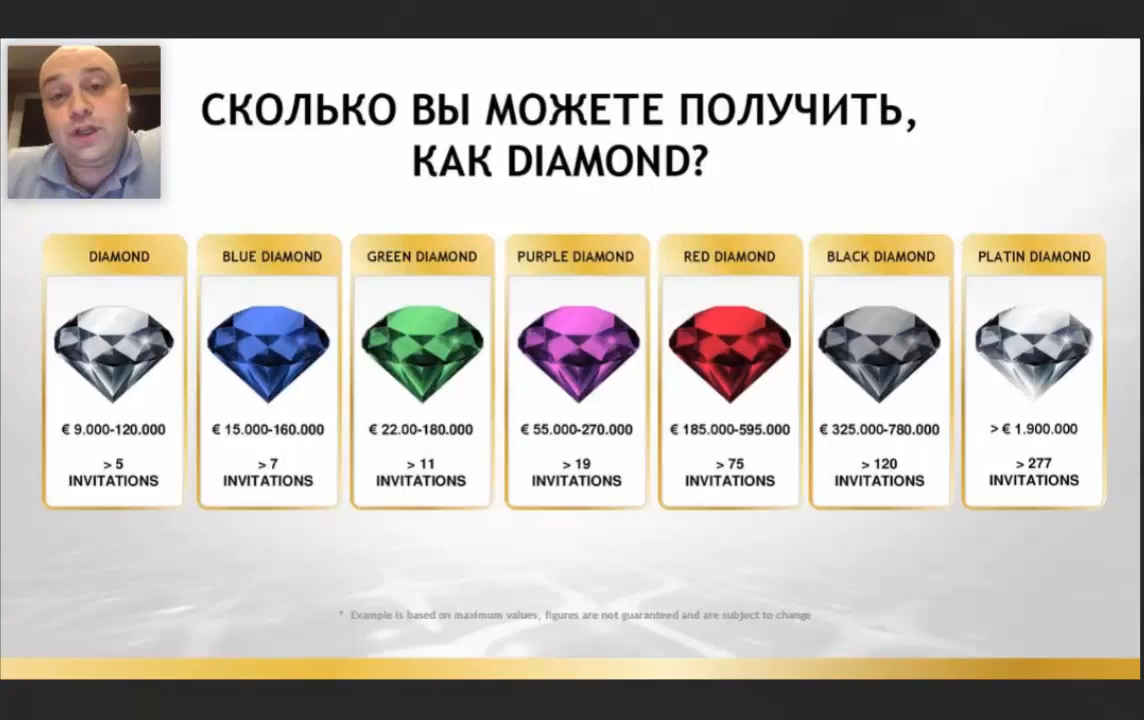 СКОЛЬКО ВЫ МОЖЕТЕ ПОЛУЧИТЬ,
КАК DIAMOND?
DIAMOND
BLUE DIAMOND
GREEN DIAMOND
PURPLE DIAMOND
RED DIAMOND
BLACK DIAMOND
PLATIN DIAMOND
€ 9.000-120.000
€ 15.000-160.000
€ 22.00-180.000
€ 55.000-270.000
€ 185.000-595.000
€ 325.000-780.000
> € 1.900.000
> 5
INVITATIONS
> 7
INVITATIONS
> 11
INVITATIONS
> 19
INVITATIONS
> 75
INVITATIONS
> 120
INVITATIONS
> 277
INVITATIONS
* Example is based on maximum values, figures are not guaranteed and are subject to change